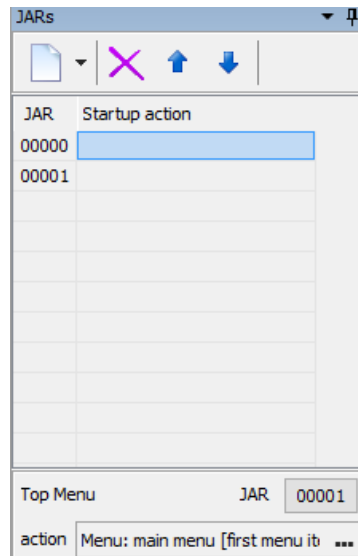 JARs
JAR Startup action
00000
00001
Top Menu JAR 00001
action Menu: main menu [first menu it ...